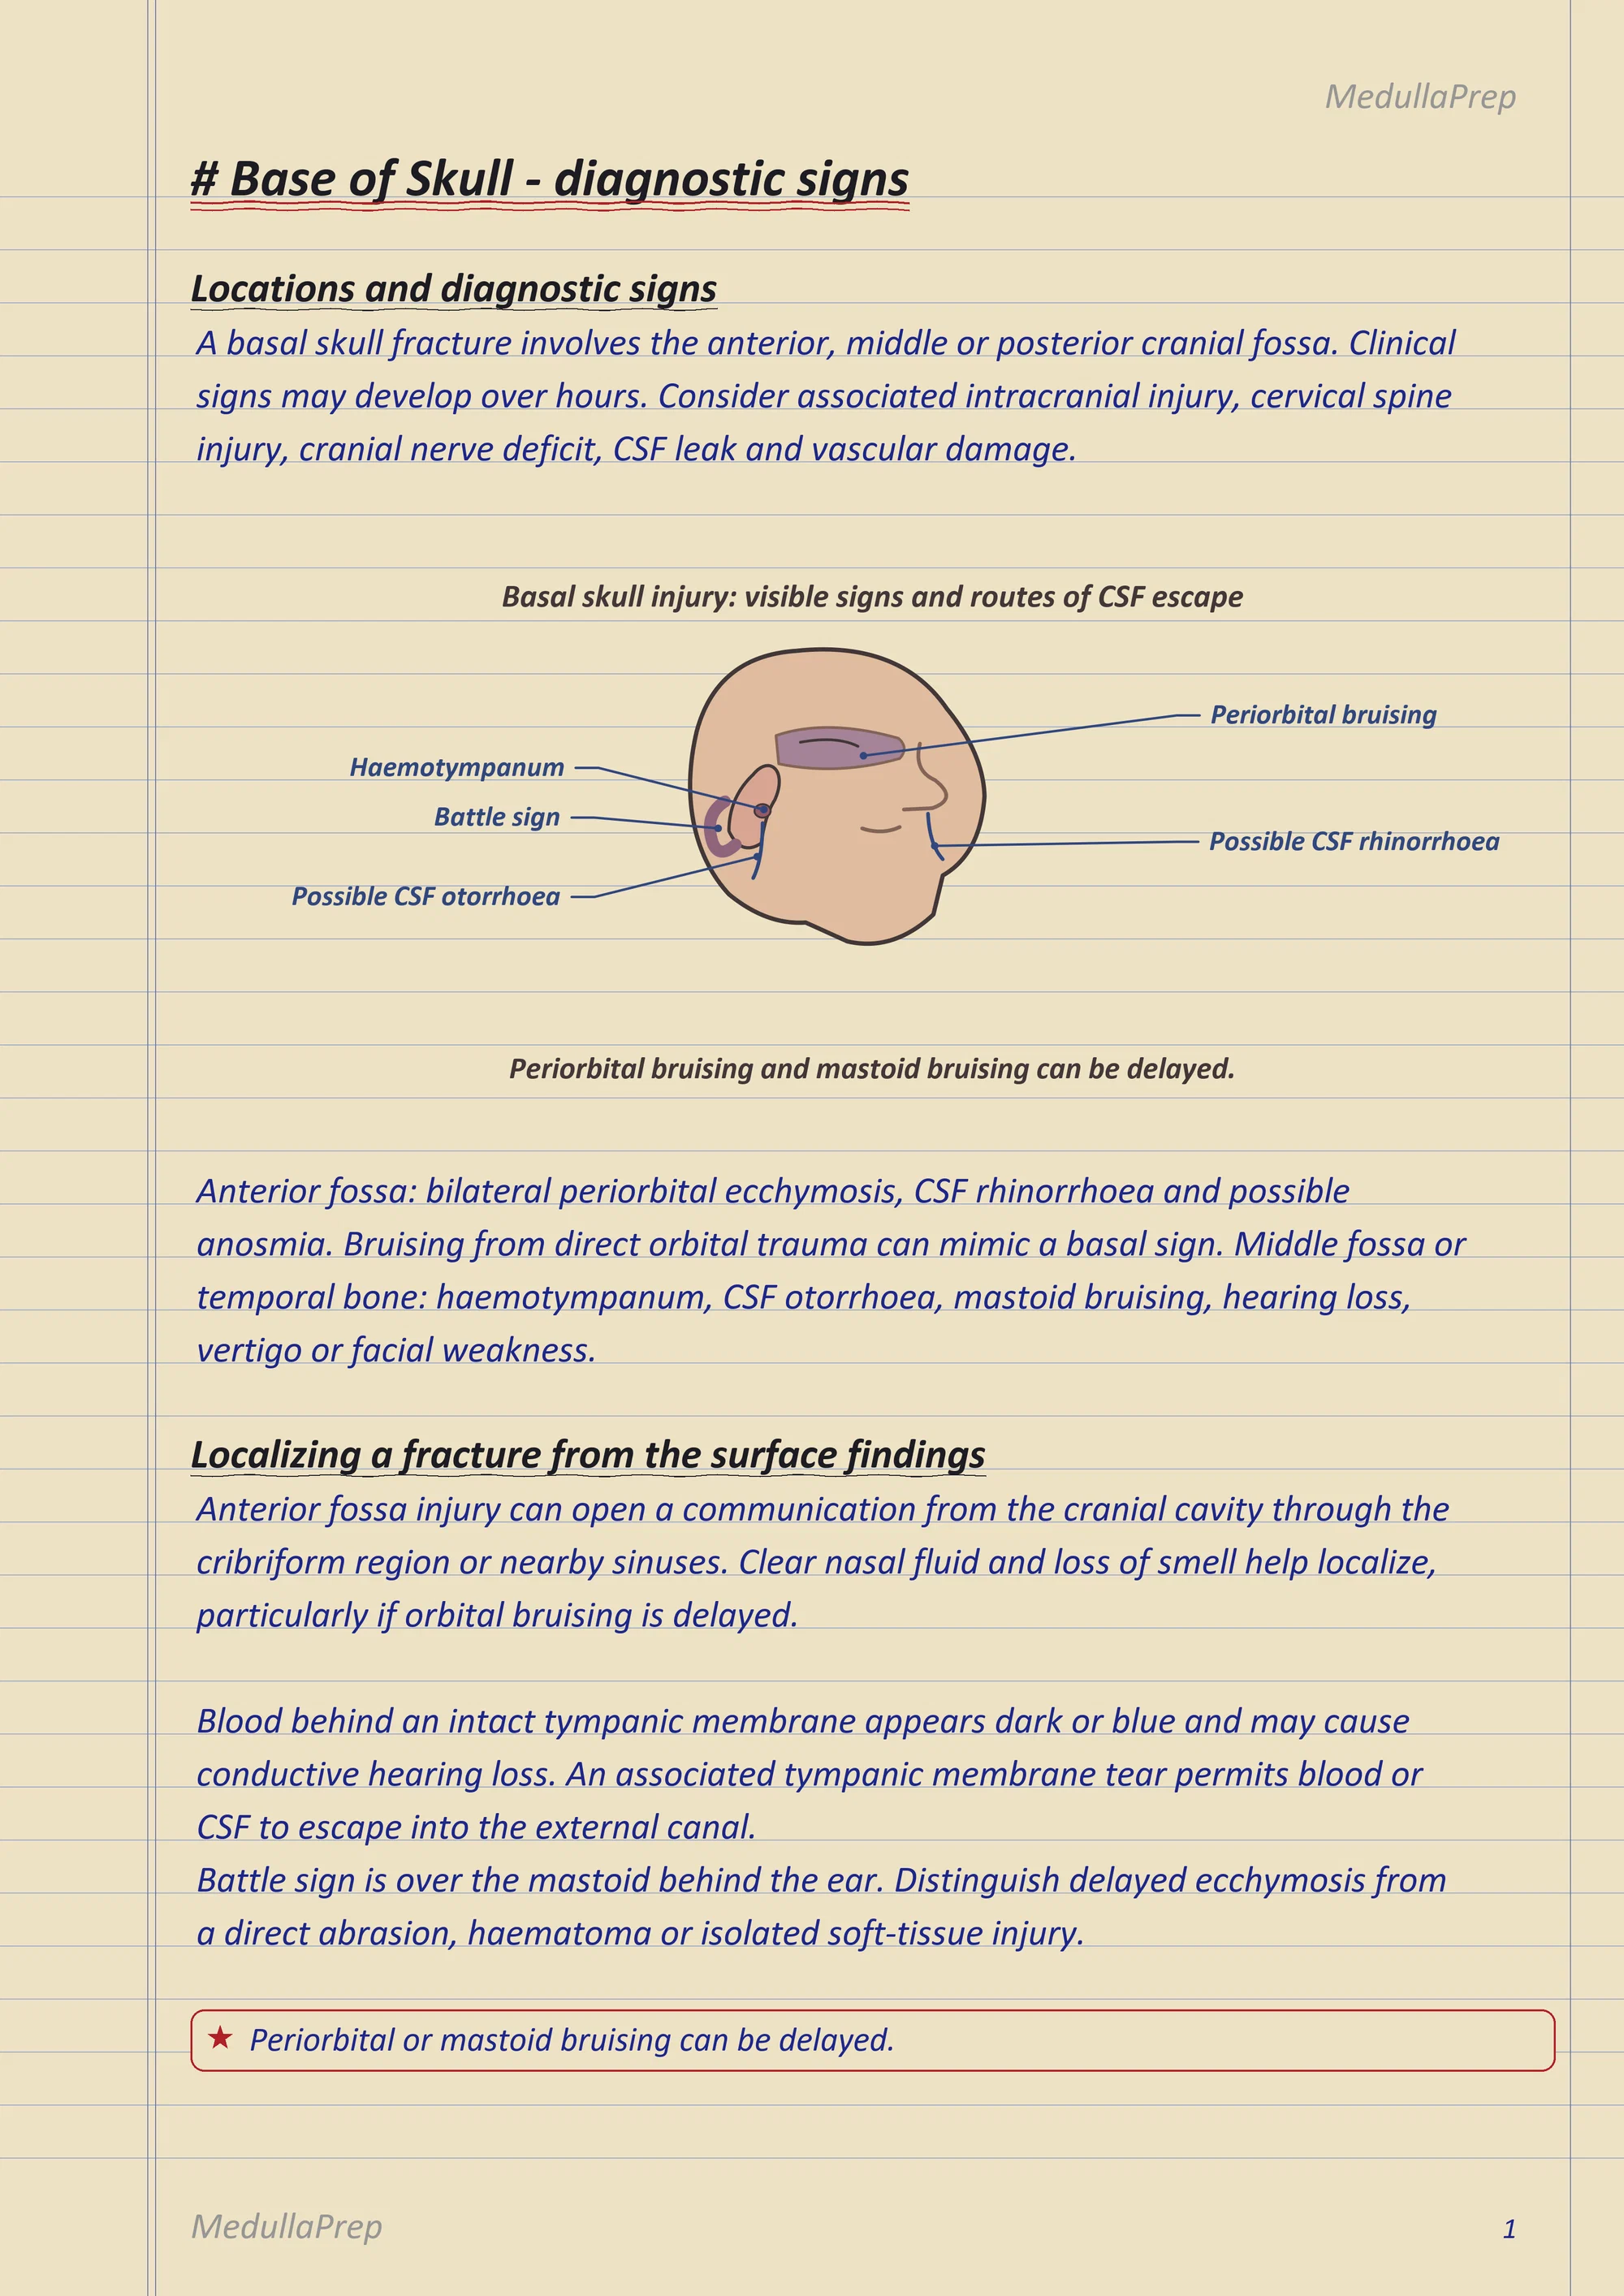 MedullaPrep
# Base of Skull - diagnostic signs
Locations and diagnostic signs
A basal skull fracture involves the anterior, middle or posterior cranial fossa. Clinical
signs may develop over hours. Consider associated intracranial injury, cervical spine
injury, cranial nerve deficit, CSF leak and vascular damage.
Basal skull injury: visible signs and routes of CSF escape
Periorbital bruising
Haemotympanum
Battle sign
Possible CSF rhinorrhoea
Possible CSF otorrhoea
Periorbital bruising and mastoid bruising can be delayed.
Anterior fossa: bilateral periorbital ecchymosis, CSF rhinorrhoea and possible
anosmia. Bruising from direct orbital trauma can mimic a basal sign. Middle fossa or
temporal bone: haemotympanum, CSF otorrhoea, mastoid bruising, hearing loss,
vertigo or facial weakness.
Localizing a fracture from the surface findings
Anterior fossa injury can open a communication from the cranial cavity through the
cribriform region or nearby sinuses. Clear nasal fluid and loss of smell help localize,
particularly if orbital bruising is delayed.
Blood behind an intact tympanic membrane appears dark or blue and may cause
conductive hearing loss. An associated tympanic membrane tear permits blood or
CSF to escape into the external canal.
Battle sign is over the mastoid behind the ear. Distinguish delayed ecchymosis from
a direct abrasion, haematoma or isolated soft-tissue injury.
★ Periorbital or mastoid bruising can be delayed.
MedullaPrep
1